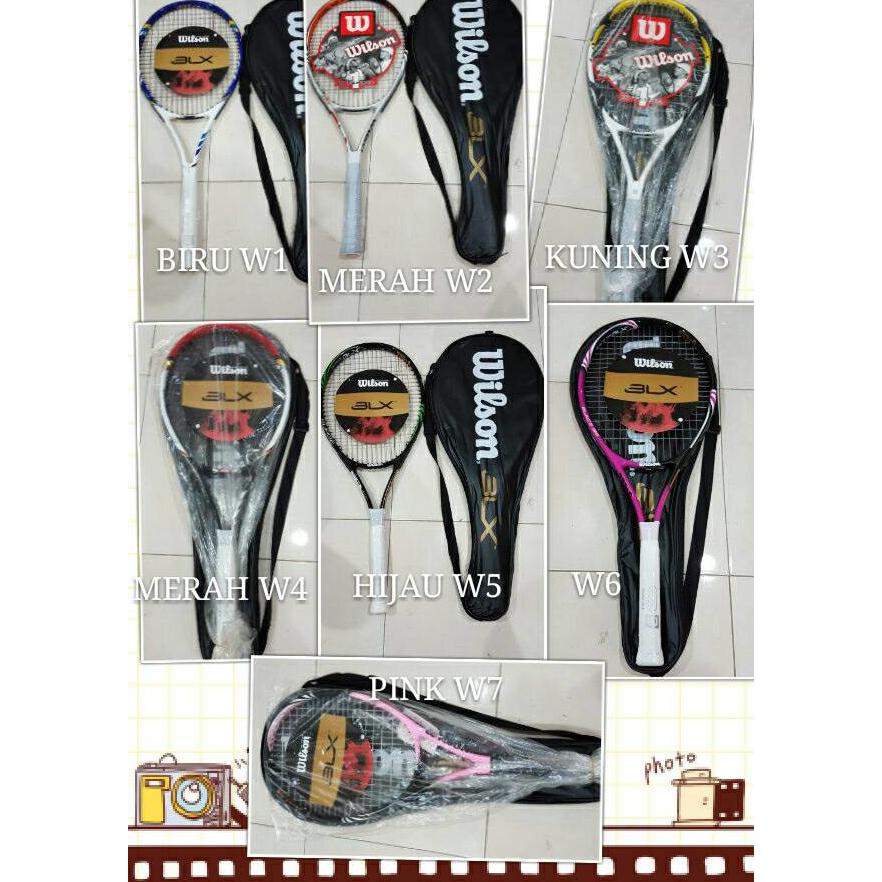 Wilson
BLX
Wilson
BIRU W1
W
Wilson
Wilson
BLX
MERAH W2
W
Wilson
KUNING W3
Wilson
BLX
MERAH W4
Wilson
BLX
Wilson
BLX
HIJAU W5
Wilson
BLX
W6
PINK W7
Wilson
BLX
photo